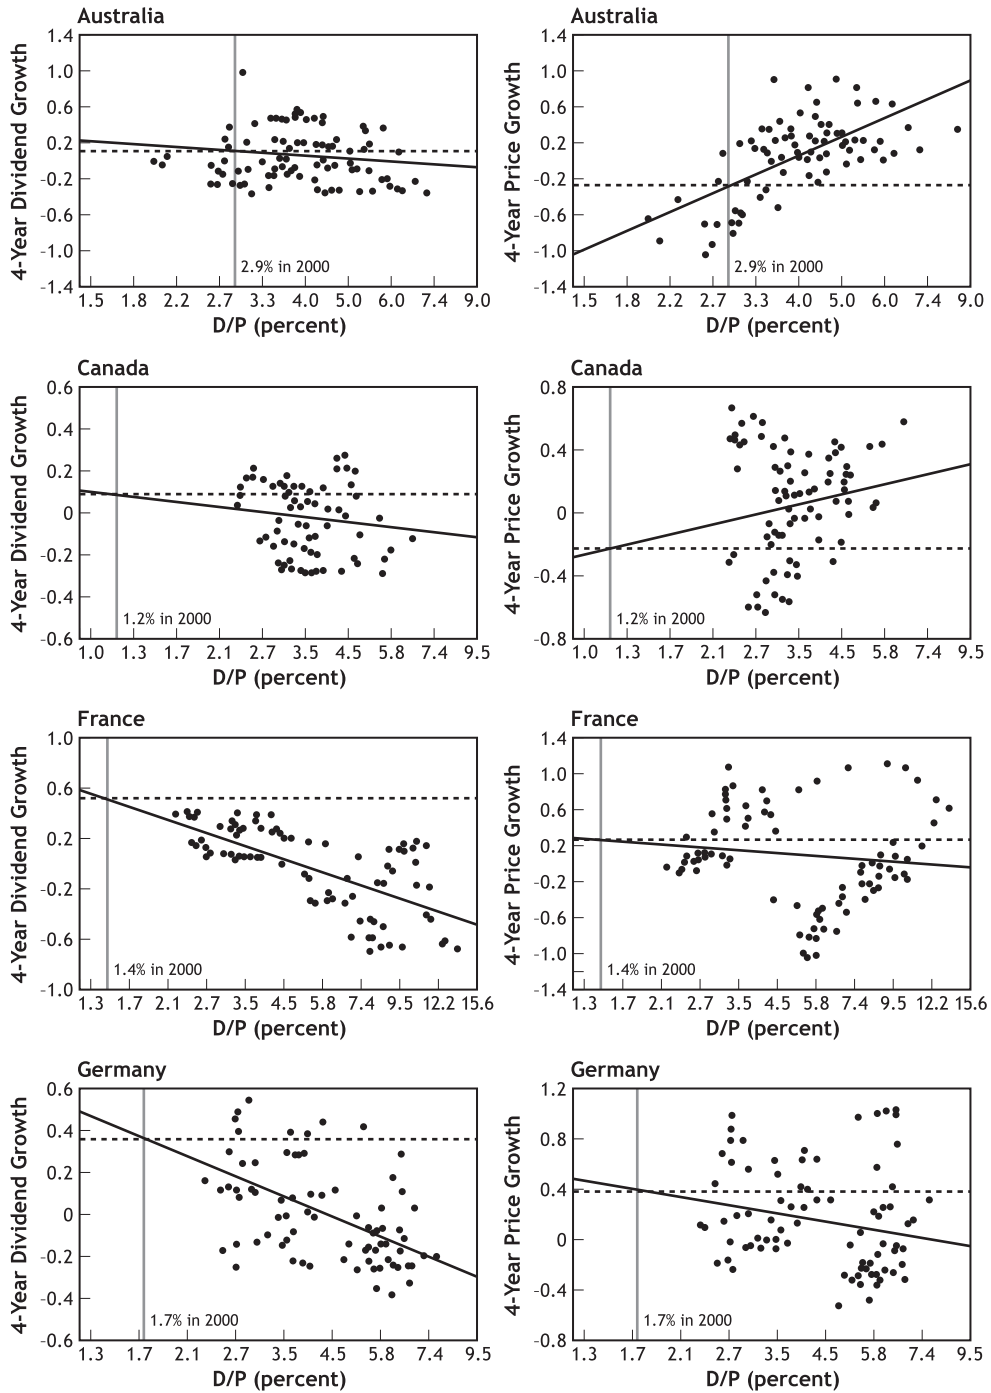 Australia
4-Year Dividend Growth
1.4
1.0
0.6
0.2
-0.2
-0.6
-1.0
-1.4
2.9% in 2000
1.5 1.8 2.2 2.7 3.3 4.0 5.0 6.0 7.4 9.0
D/P (percent)
Australia
4-Year Price Growth
1.4
1.0
0.6
0.2
-0.2
-0.6
-1.0
-1.4
2.9% in 2000
1.5 1.8 2.2 2.7 3.3 4.0 5.0 6.0 7.4 9.0
D/P (percent)
Canada
4-Year Dividend Growth
0.6
0.4
0.2
0
-0.2
-0.4
-0.6
1.2% in 2000
1.0 1.3 1.7 2.1 2.7 3.5 4.5 5.8 7.4 9.5
D/P (percent)
Canada
4-Year Price Growth
0.8
0.4
0
-0.4
-0.8
1.2% in 2000
1.0 1.3 1.7 2.1 2.7 3.5 4.5 5.8 7.4 9.5
D/P (percent)
France
4-Year Dividend Growth
1.0
0.6
0.2
-0.2
-0.6
-1.0
1.4% in 2000
1.3 1.7 2.1 2.7 3.5 4.5 5.8 7.4 9.5 12.2 15.6
D/P (percent)
France
4-Year Price Growth
1.4
1.0
0.6
0.2
-0.2
-0.6
-1.0
-1.4
1.4% in 2000
1.3 1.7 2.1 2.7 3.5 4.5 5.8 7.4 9.5 12.2 15.6
D/P (percent)
Germany
4-Year Dividend Growth
0.6
0.4
0.2
0
-0.2
-0.4
-0.6
1.7% in 2000
1.3 1.7 2.1 2.7 3.5 4.5 5.8 7.4 9.5
D/P (percent)
Germany
4-Year Price Growth
1.2
0.8
0.4
0
-0.4
-0.8
1.7% in 2000
1.3 1.7 2.1 2.7 3.5 4.5 5.8 7.4 9.5
D/P (percent)